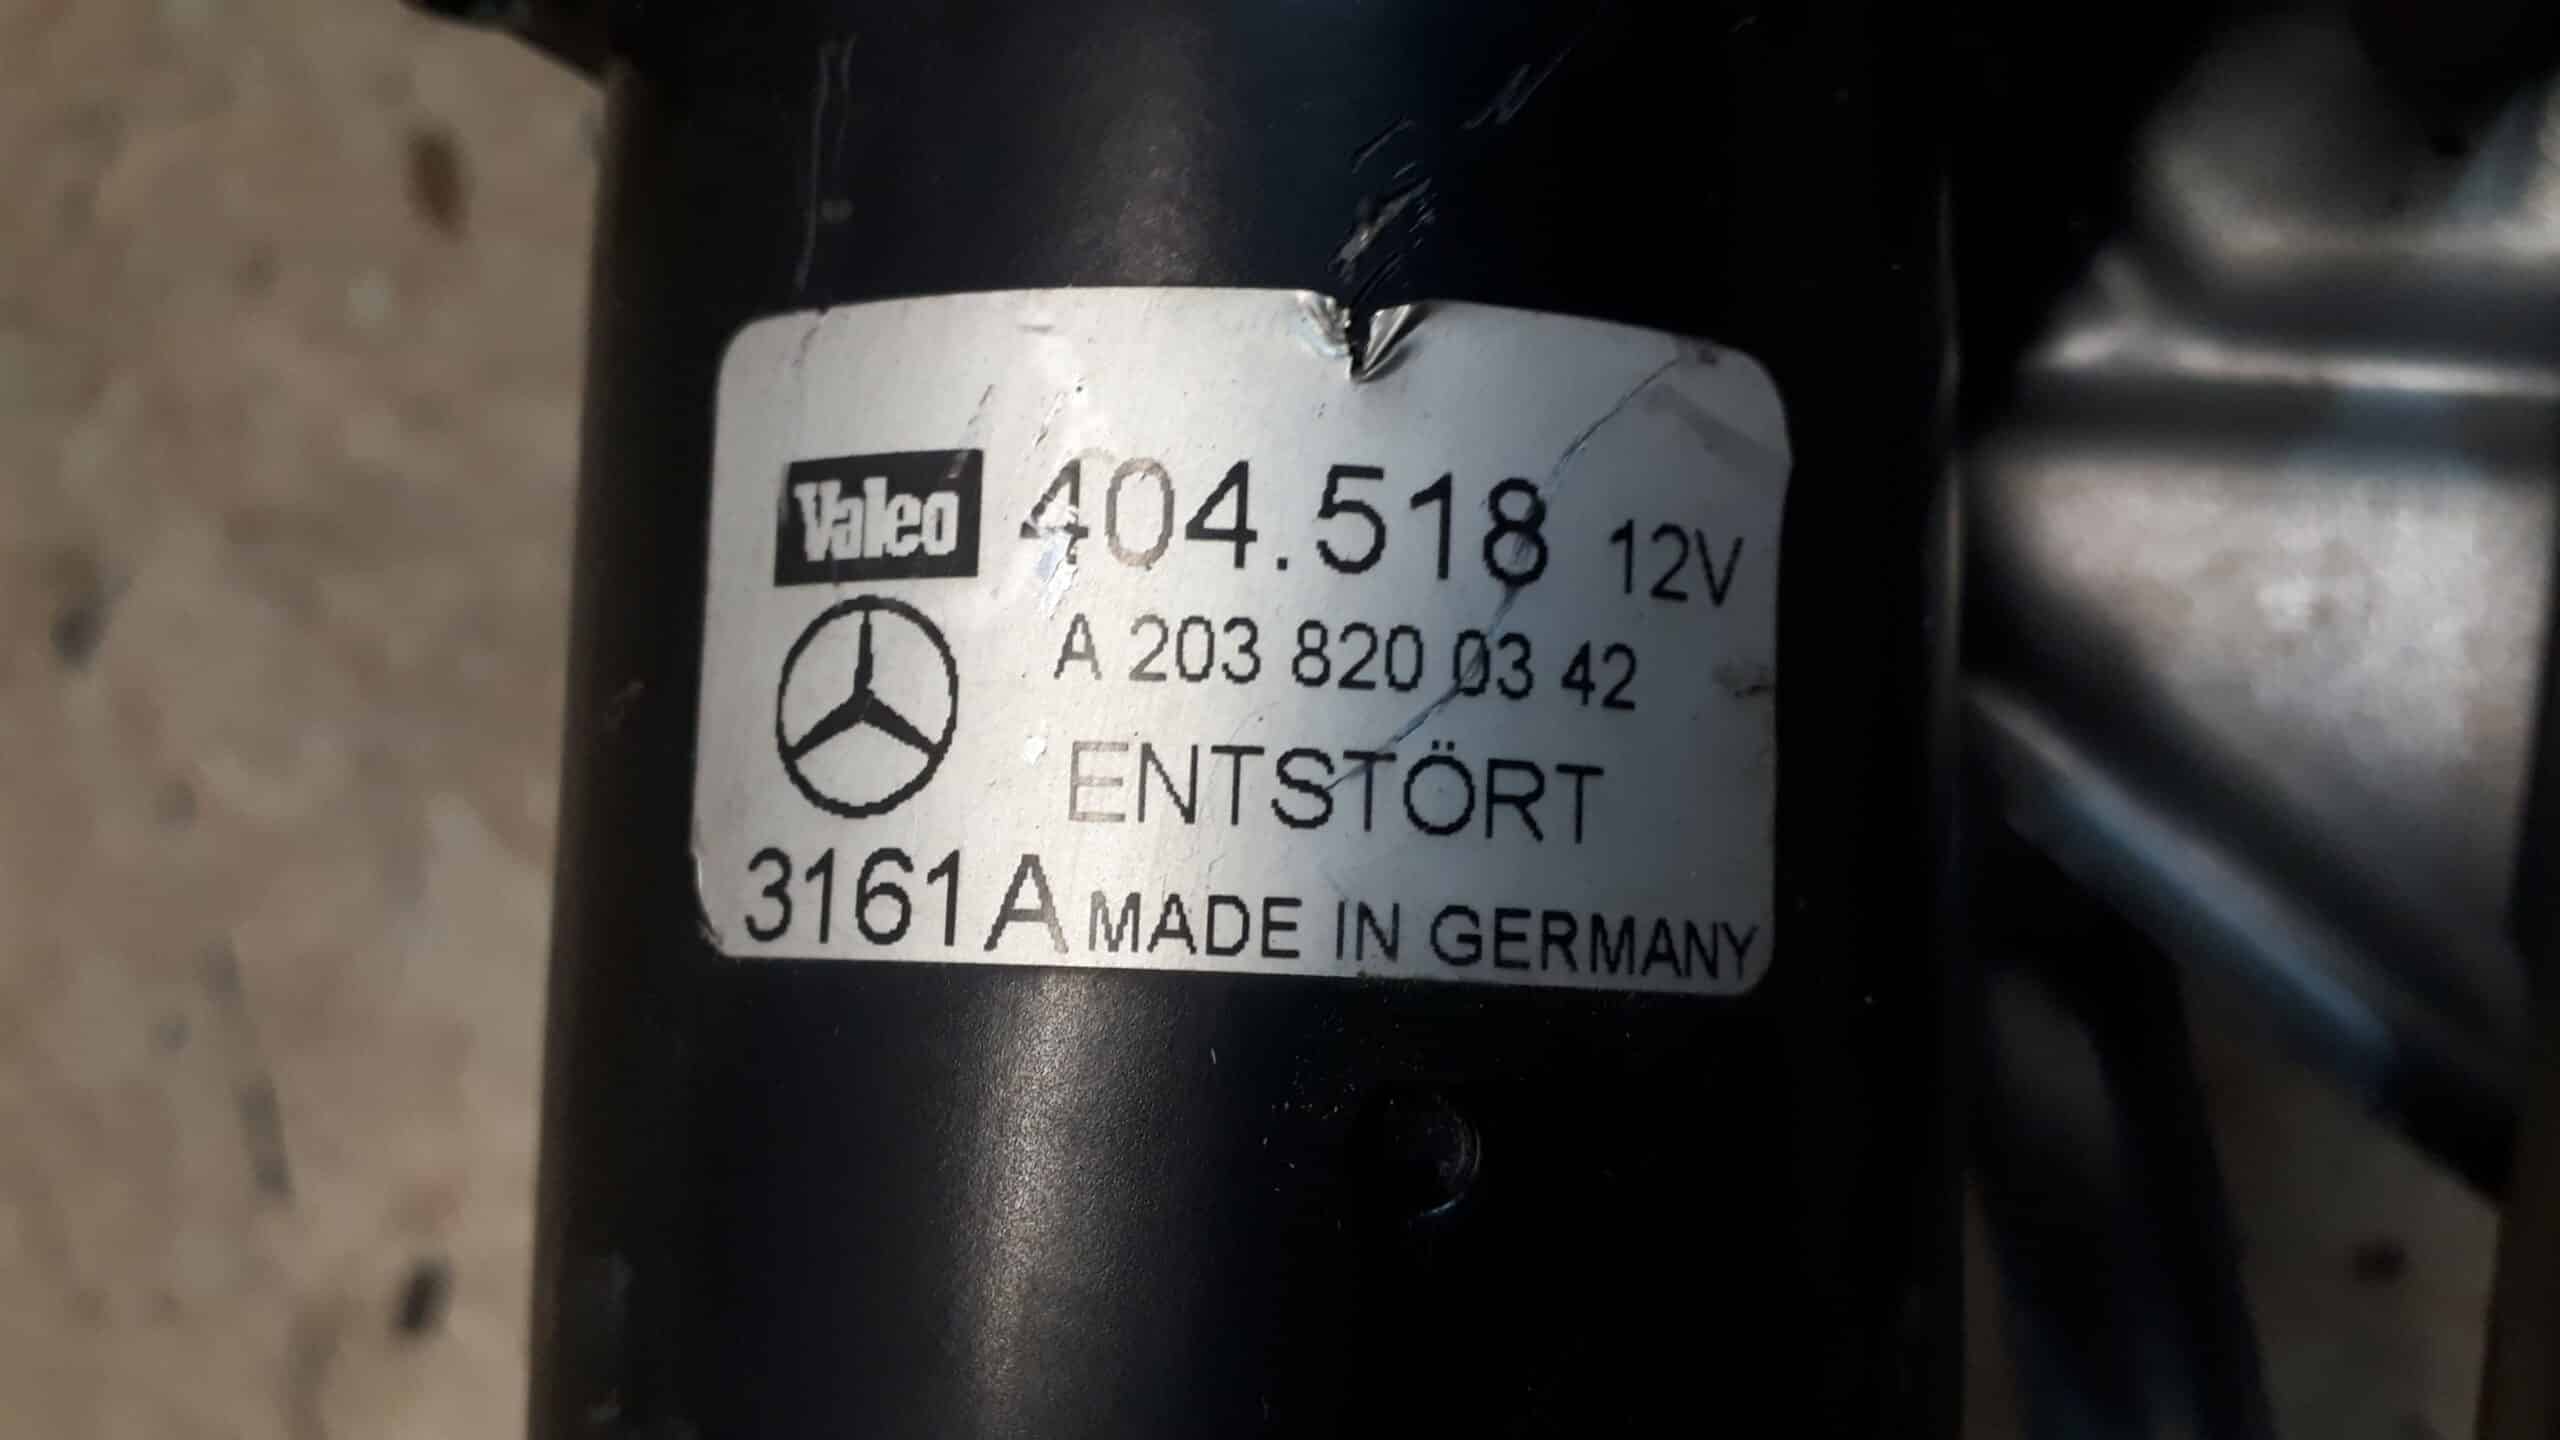 Valeo 404.518 12V
A 203 820 03 42
ENTSTÖRT
3161A MADE IN GERMANY